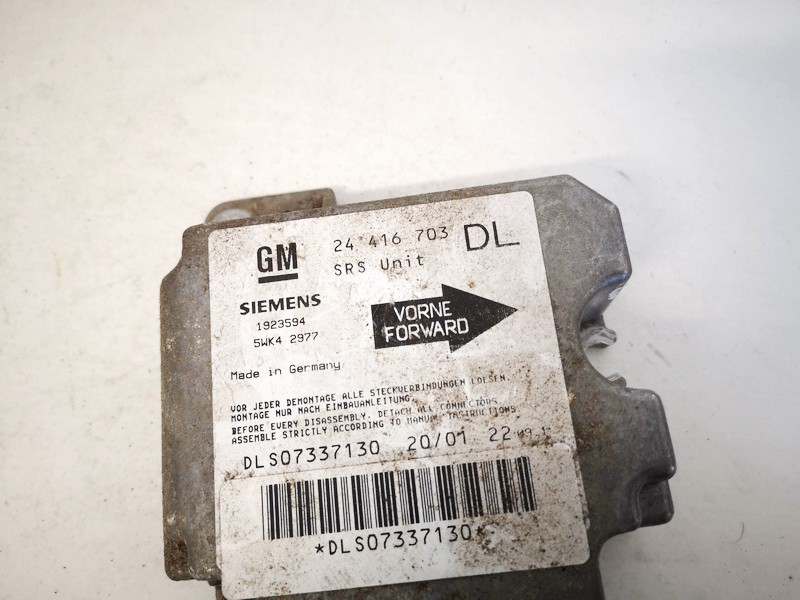 GM
24 416 703 DL
SRS Unit
SIEMENS
1923594
5WK4 2977
VORNE
FORWARD
Made in Germany
VOR JEDER DEMONTAGE ALLE STECKVERBINDUNGEN LOESEN.
MONTAGE NUR NACH EINBAUANLEITUNG.
BEFORE EVERY DISASSEMBLY, DETACH ALL CONNECTORS.
ASSEMBLE STRICTLY ACCORDING TO MANUF. INSTRUCTIONS.
DLS07337130 20/01 22
*DLS07337130*